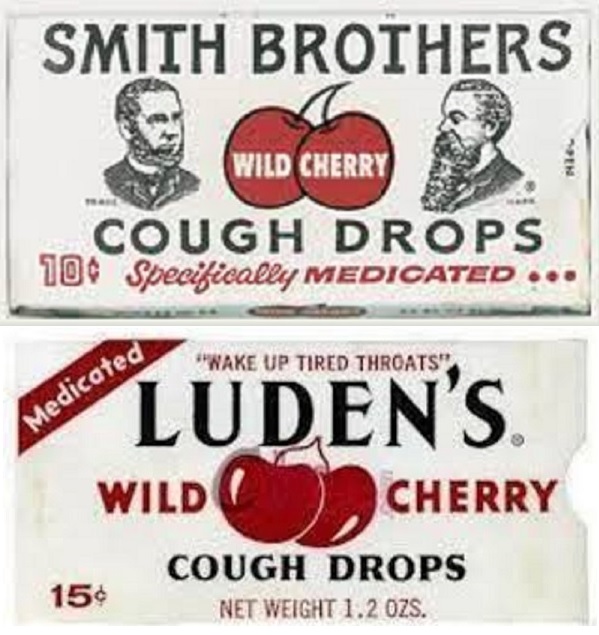 SMITH BROTHERS
WILD CHERRY
TRADE
MARK
®
COUGH DROPS
10¢ Specifically MEDICATED...
Medicated
"WAKE UP TIRED THROATS"
LUDEN'S®
WILD CHERRY
COUGH DROPS
15¢
NET WEIGHT 1.2 OZS.